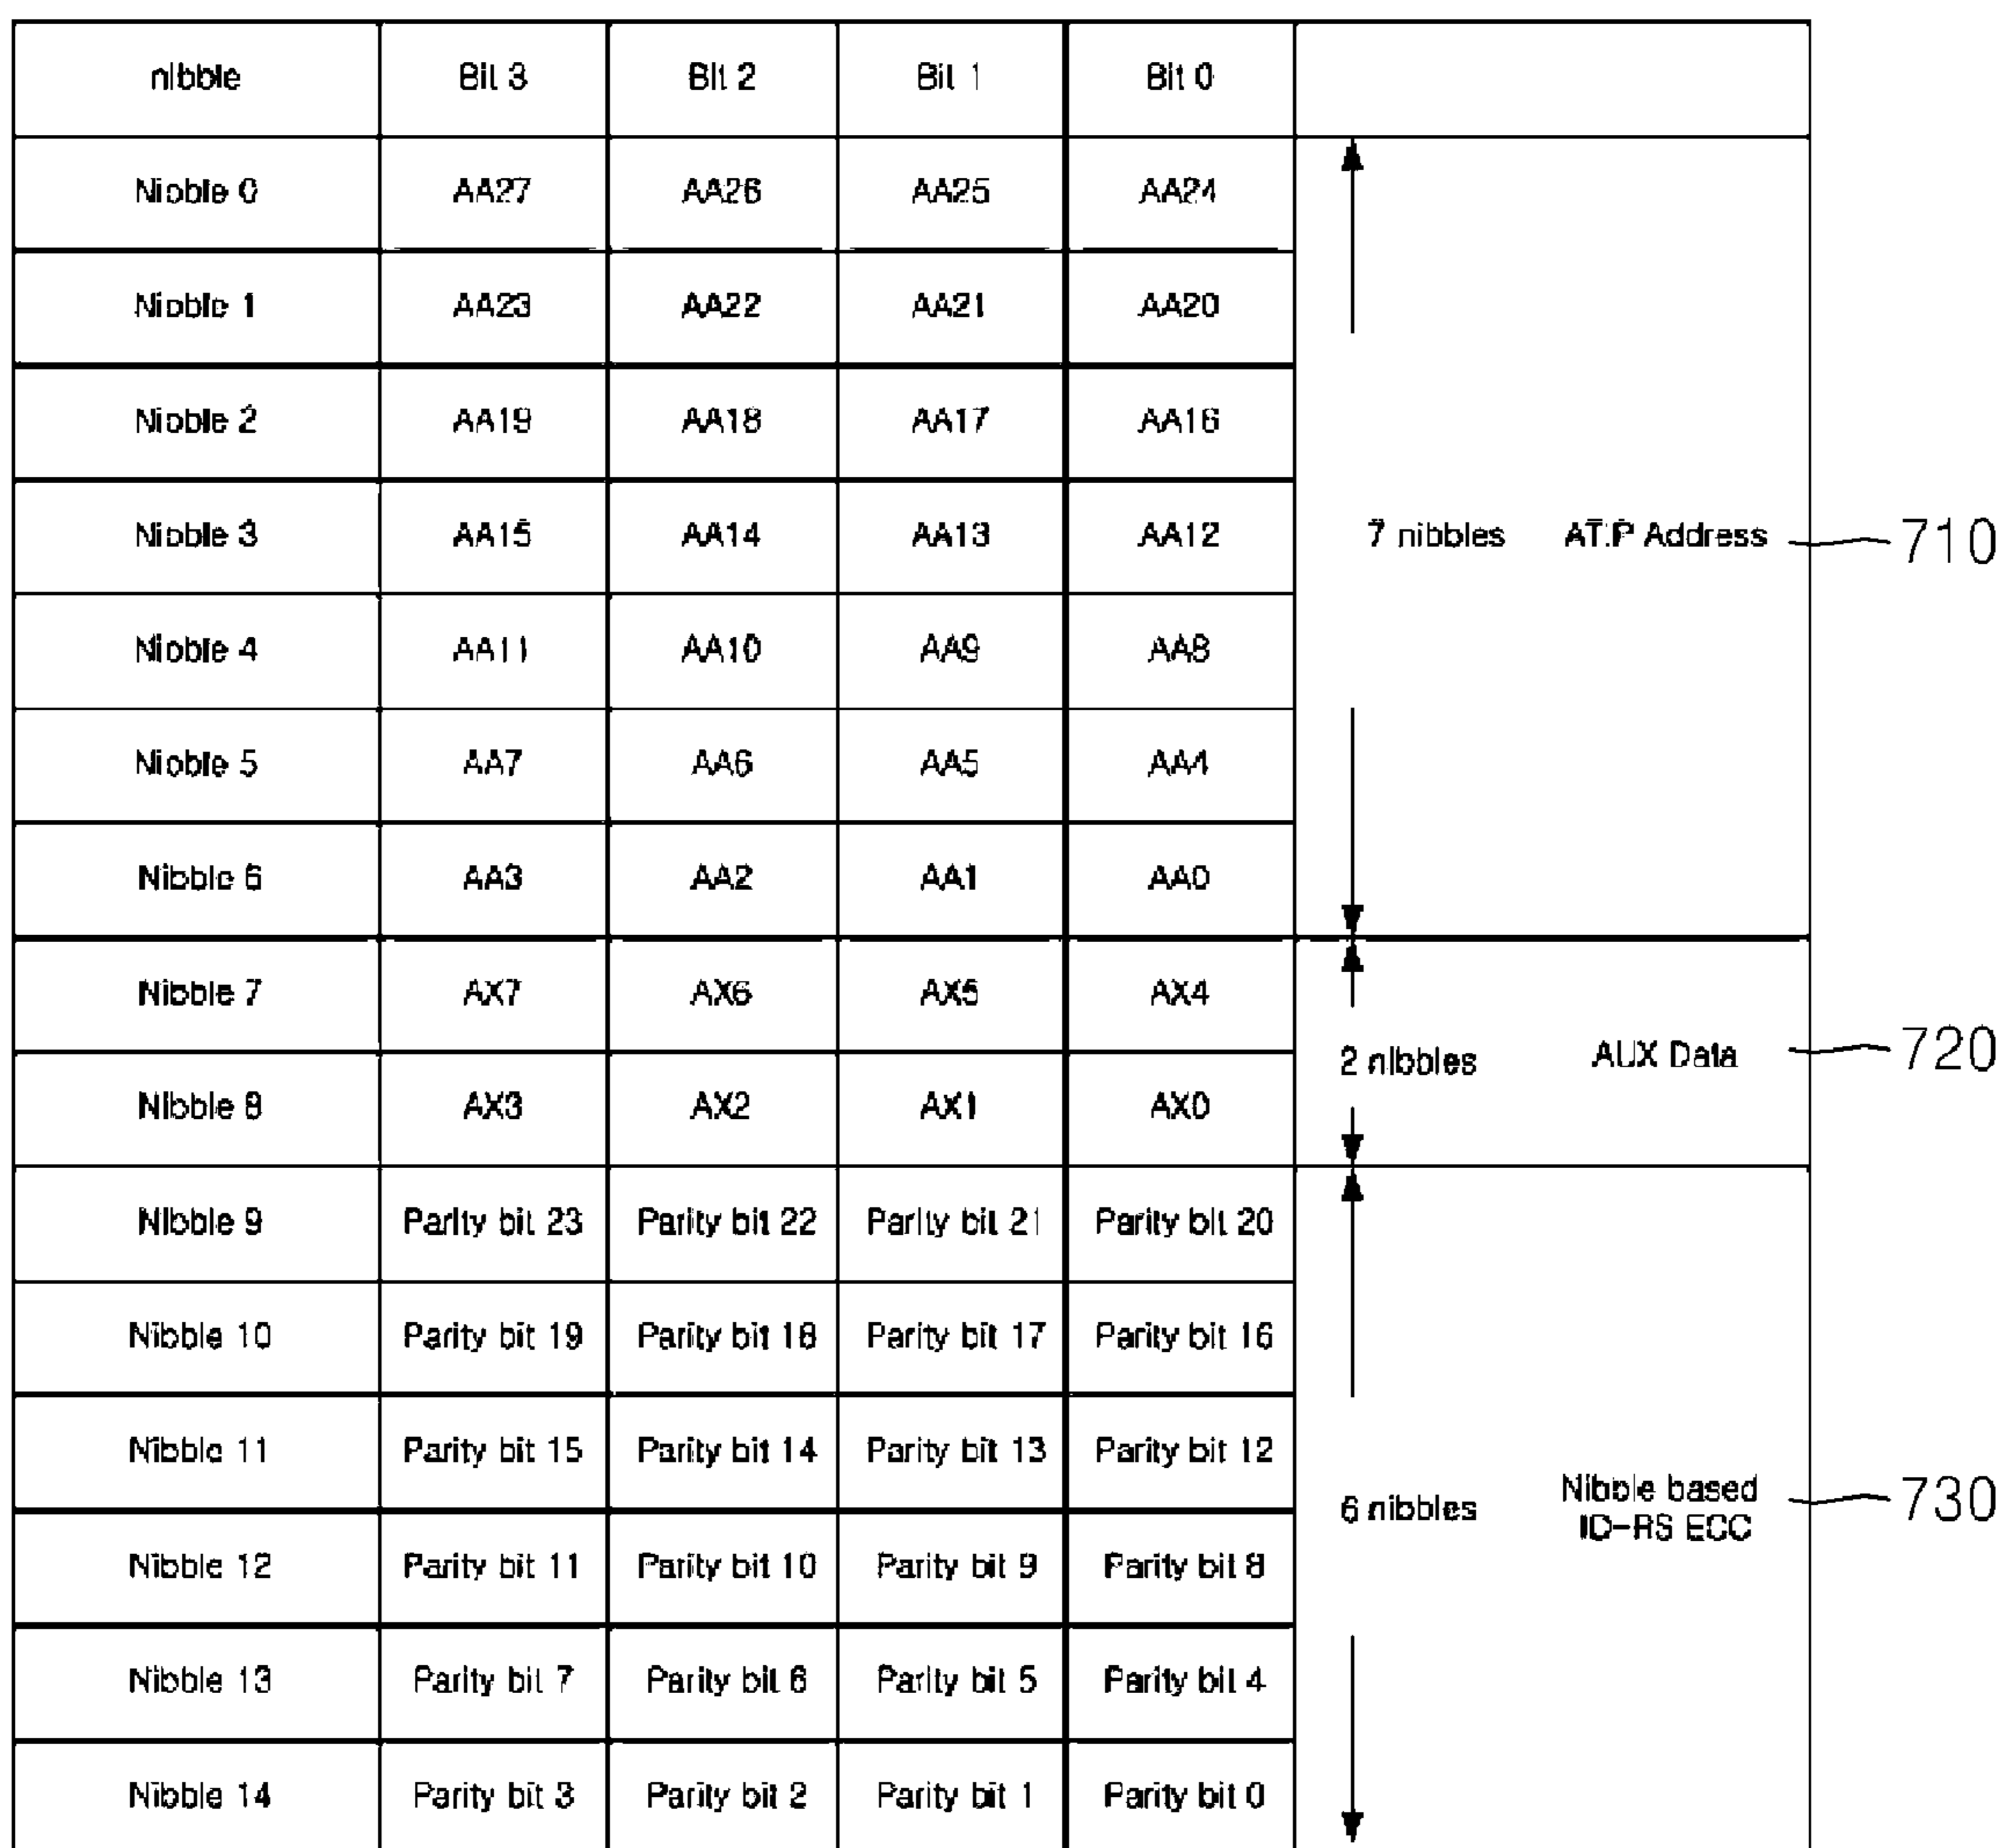 nibble Bit 3 Bit 2 Bit 1 Bit 0
Nibble 0 AA27 AA26 AA25 AA24
Nibble 1 AA23 AA22 AA21 AA20
Nibble 2 AA19 AA18 AA17 AA16
Nibble 3 AA15 AA14 AA13 AA12 7 nibbles ATIP Address 710
Nibble 4 AA11 AA10 AA9 AA8
Nibble 5 AA7 AA6 AA5 AA4
Nibble 6 AA3 AA2 AA1 AA0
Nibble 7 AX7 AX6 AX5 AX4
2 nibbles AUX Data 720
Nibble 8 AX3 AX2 AX1 AX0
Nibble 9 Parity bit 23 Parity bit 22 Parity bit 21 Parity bit 20
Nibble 10 Parity bit 19 Parity bit 18 Parity bit 17 Parity bit 16
Nibble 11 Parity bit 15 Parity bit 14 Parity bit 13 Parity bit 12
6 nibbles Nibble based 730
ID-RS ECC
Nibble 12 Parity bit 11 Parity bit 10 Parity bit 9 Parity bit 8
Nibble 13 Parity bit 7 Parity bit 6 Parity bit 5 Parity bit 4
Nibble 14 Parity bit 3 Parity bit 2 Parity bit 1 Parity bit 0